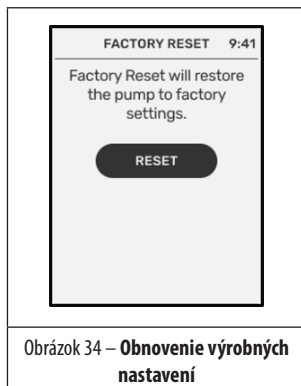 FACTORY RESET 9:41
Factory Reset will restore
the pump to factory
settings.
RESET
Obrázok 34 – Obnovenie výrobných
nastavení